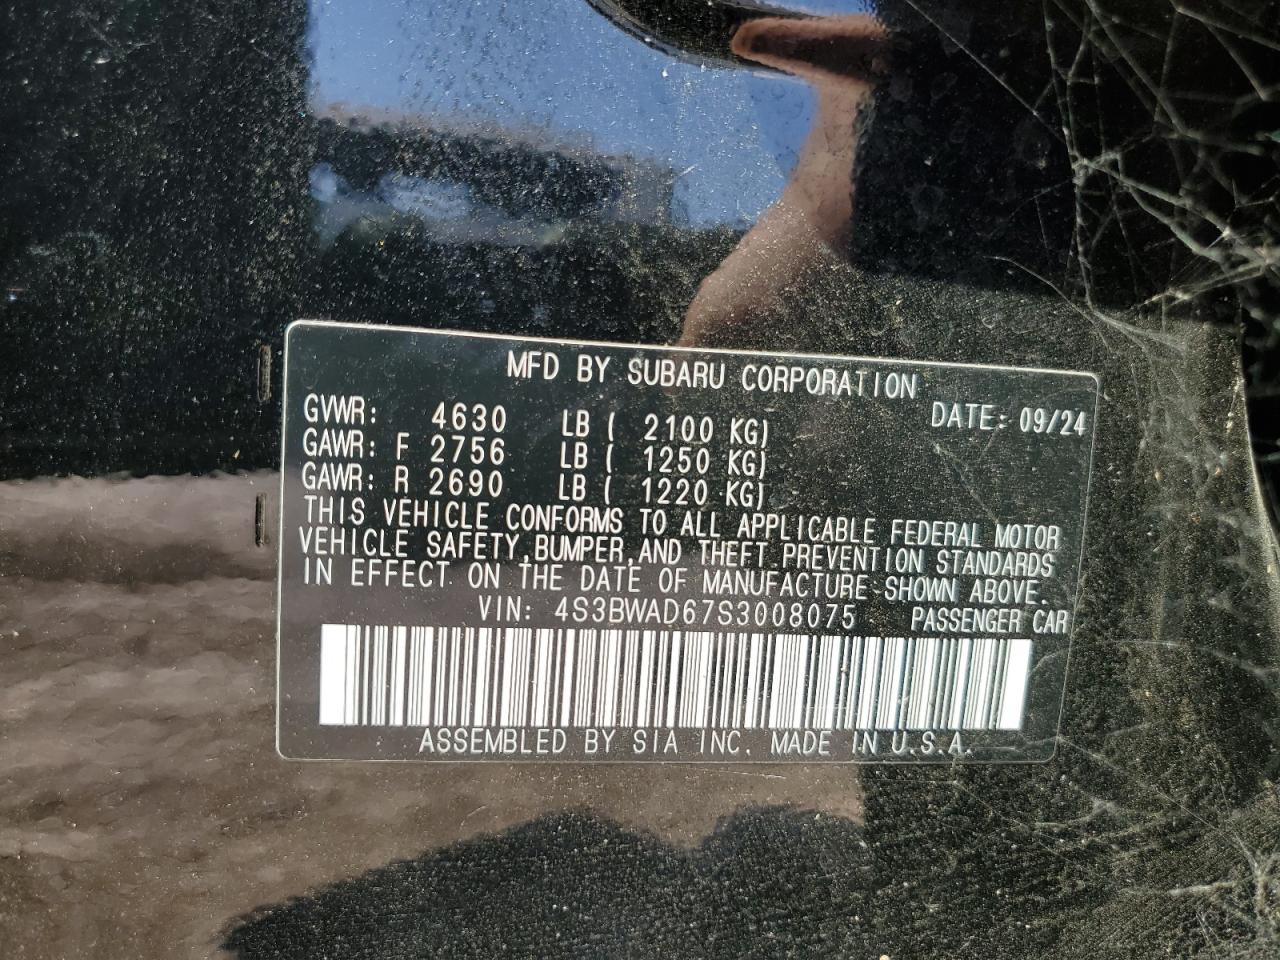 MFD BY SUBARU CORPORATION
GVWR: 4630 LB ( 2100 KG) DATE: 09/24
GAWR: F 2756 LB ( 1250 KG)
GAWR: R 2690 LB ( 1220 KG)
THIS VEHICLE CONFORMS TO ALL APPLICABLE FEDERAL MOTOR
VEHICLE SAFETY, BUMPER, AND THEFT PREVENTION STANDARDS
IN EFFECT ON THE DATE OF MANUFACTURE SHOWN ABOVE.
VIN: 4S3BWAD67S3008075 PASSENGER CAR
ASSEMBLED BY SIA INC. MADE IN U.S.A.